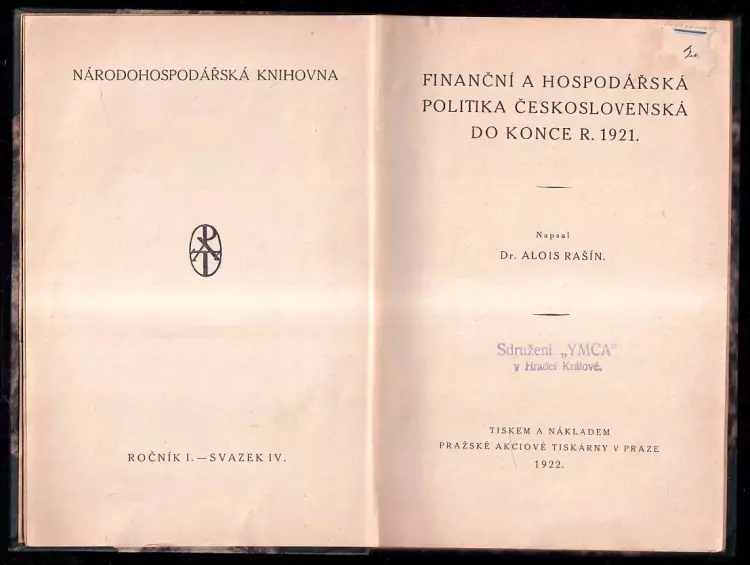 NÁRODOHOSPODÁŘSKÁ KNIHOVNA
ROČNÍK I. — SVAZEK IV.
FINANČNÍ A HOSPODÁŘSKÁ
POLITIKA ČESKOSLOVENSKÁ
DO KONCE R. 1921.
Napsal
Dr. ALOIS RAŠÍN.
Sdružení „YMCA"
v Hradci Králové.
TISKEM A NÁKLADEM
PRAŽSKÉ AKCIOVÉ TISKÁRNY V PRAZE
1922.